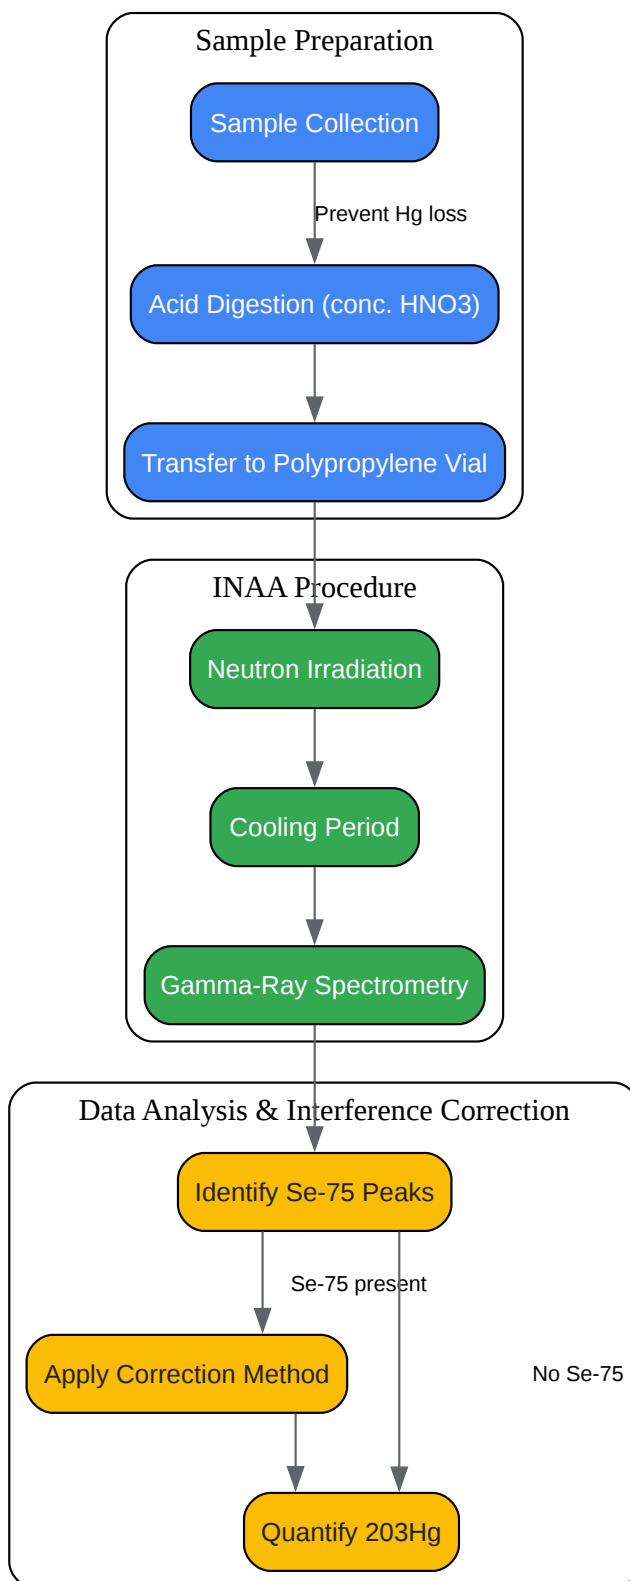 Sample Preparation
Sample Collection
Prevent Hg loss
Acid Digestion (conc. HNO3)
Transfer to Polypropylene Vial
INAA Procedure
Neutron Irradiation
Cooling Period
Gamma-Ray Spectrometry
Data Analysis & Interference Correction
Identify Se-75 Peaks
Se-75 present
Apply Correction Method
No Se-75
Quantify 203Hg